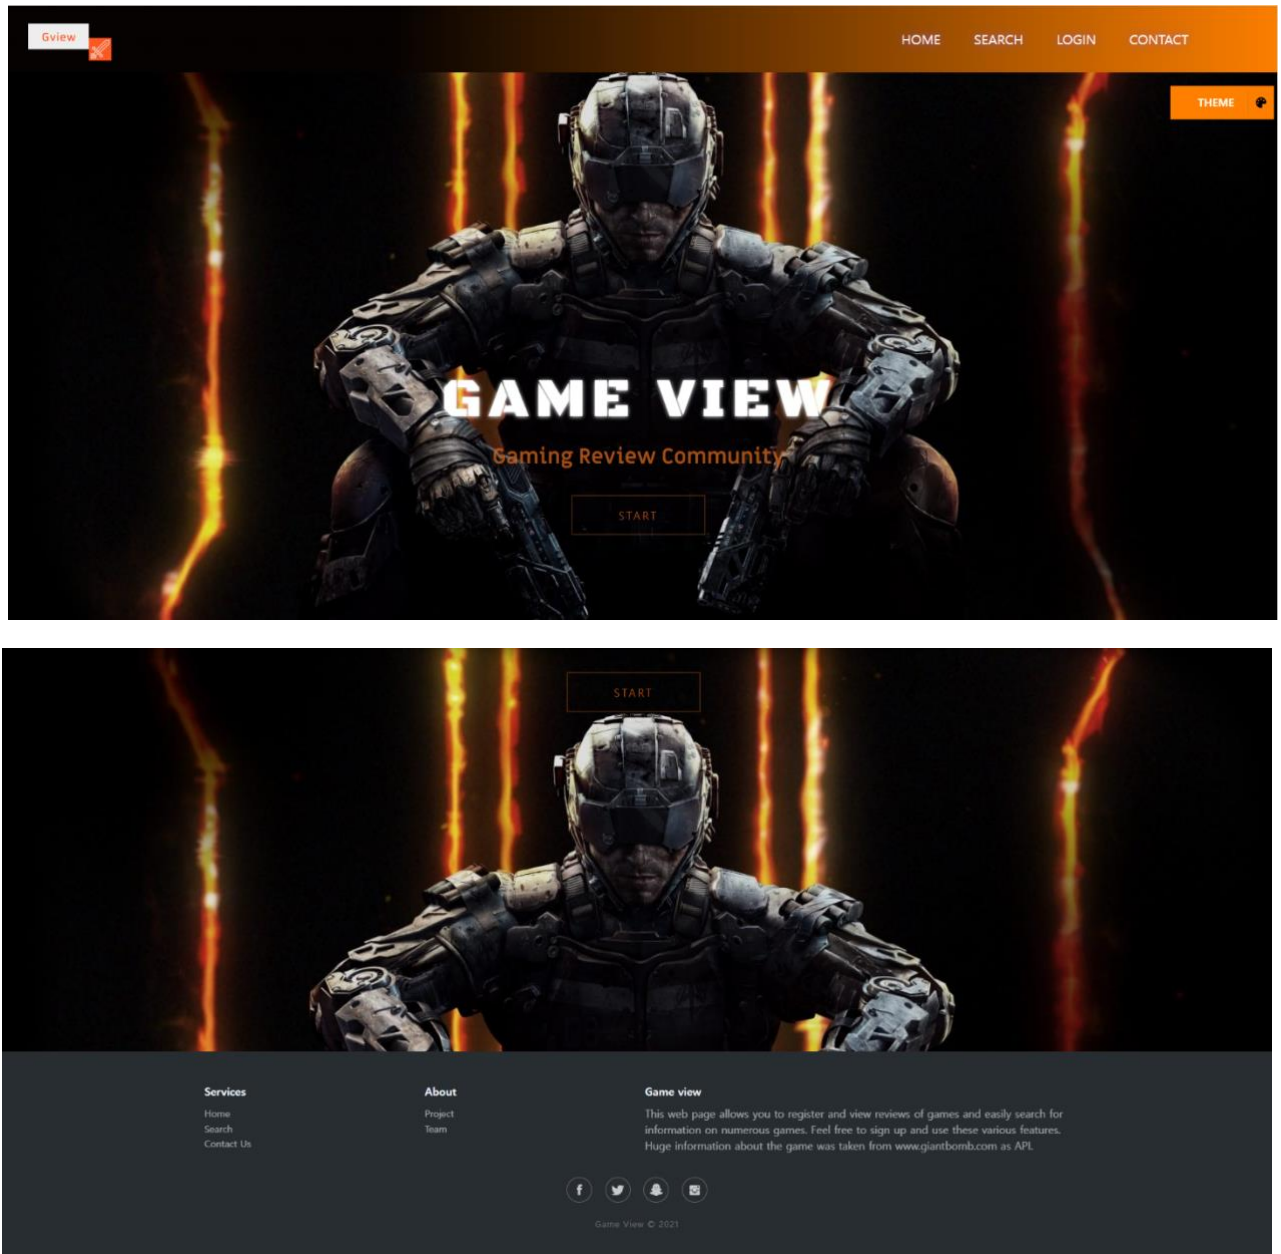 Gview
HOME SEARCH LOGIN CONTACT
THEME
GAME VIEW
Gaming Review Community
START
START
Services
Home
Search
Contact Us
About
Project
Team
Game view
This web page allows you to register and view reviews of games and easily search for
information on numerous games. Feel free to sign up and use these various features.
Huge information about the game was taken from www.giantbomb.com as API.
Game View © 2021